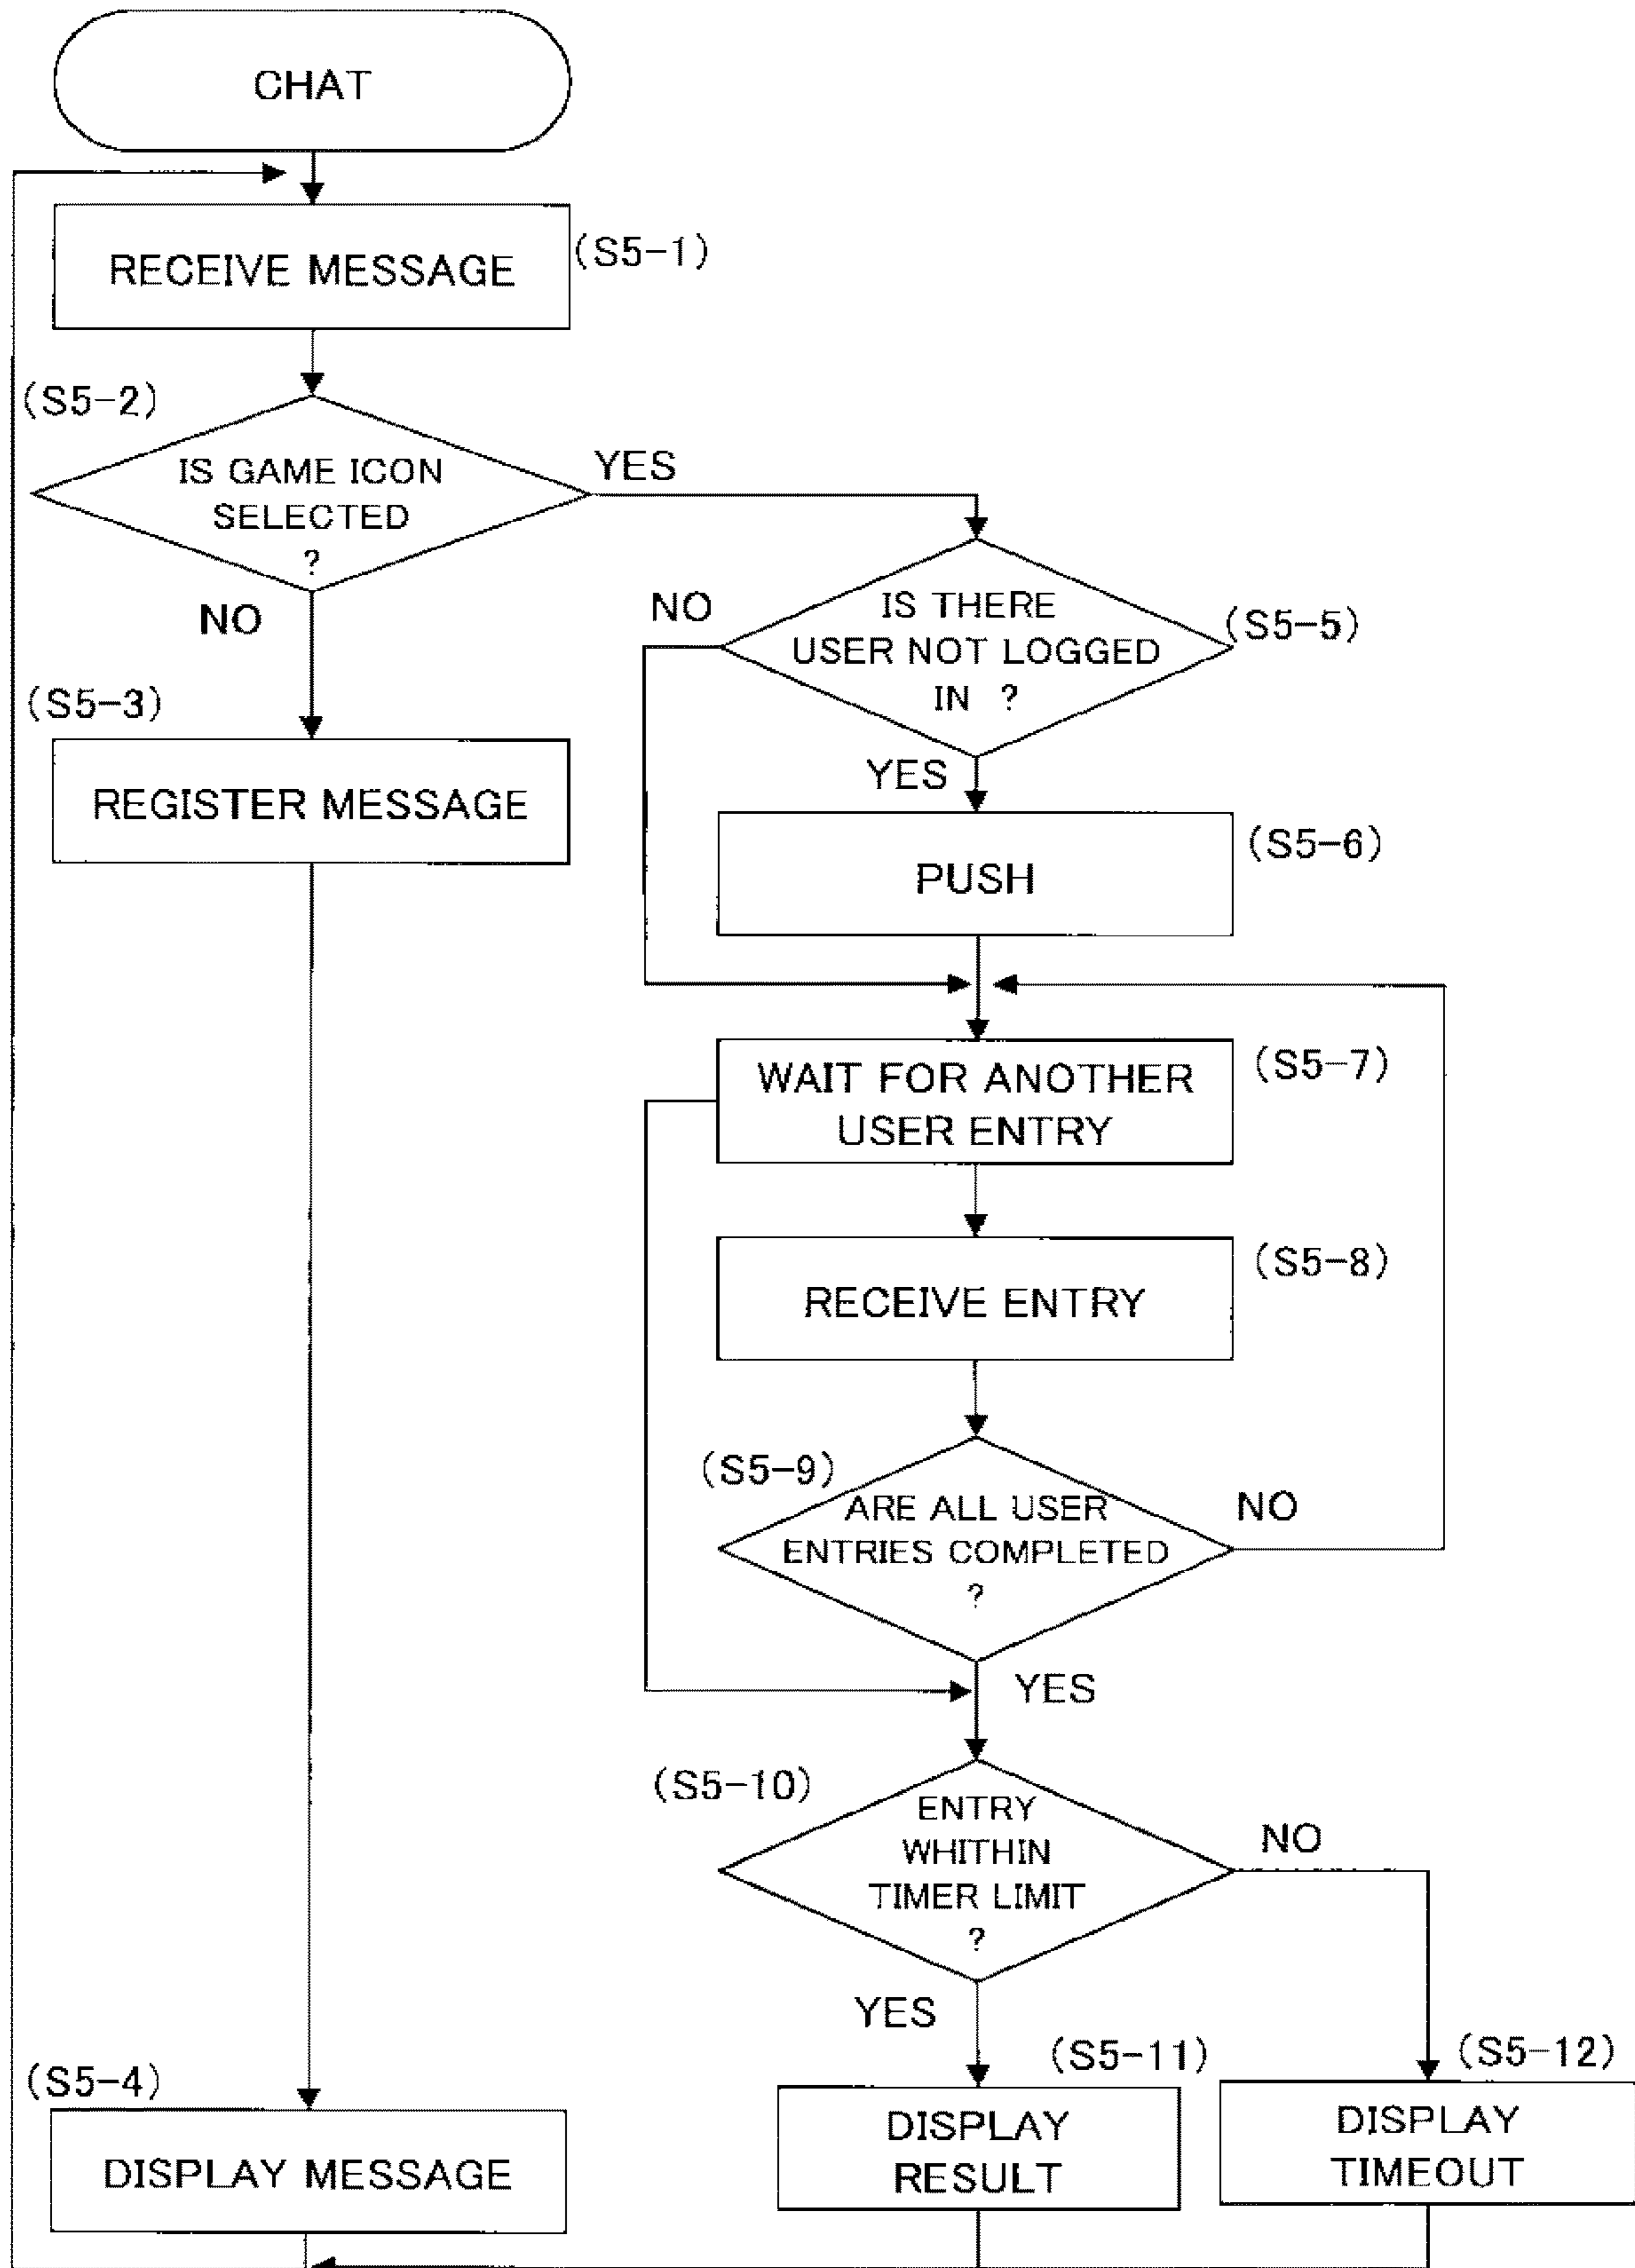 CHAT
RECEIVE MESSAGE
(S5-1)
(S5-2)
IS GAME ICON
SELECTED
?
YES
NO
(S5-3)
REGISTER MESSAGE
(S5-4)
DISPLAY MESSAGE
NO
IS THERE
USER NOT LOGGED
IN ?
(S5-5)
YES
PUSH
(S5-6)
WAIT FOR ANOTHER
USER ENTRY
(S5-7)
RECEIVE ENTRY
(S5-8)
(S5-9)
ARE ALL USER
ENTRIES COMPLETED
?
NO
YES
(S5-10)
ENTRY
WHITHIN
TIMER LIMIT
?
NO
YES
(S5-11)
DISPLAY
RESULT
(S5-12)
DISPLAY
TIMEOUT